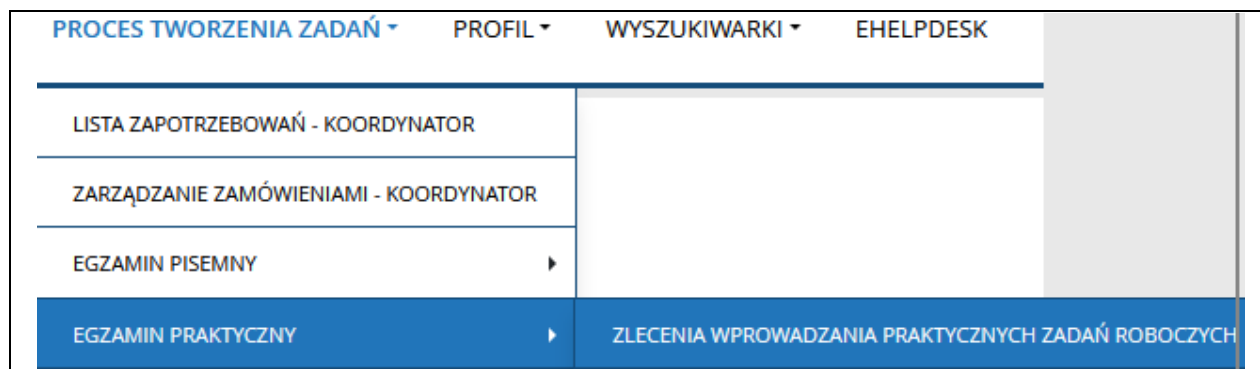 PROCES TWORZENIA ZADAŃ PROFIL WYSZUKIWARKI EHELPDESK
LISTA ZAPOTRZEBOWAŃ - KOORDYNATOR
ZARZĄDZANIE ZAMÓWIENIAMI - KOORDYNATOR
EGZAMIN PISEMNY
EGZAMIN PRAKTYCZNY ZLECENIA WPROWADZANIA PRAKTYCZNYCH ZADAŃ ROBOCZYCH